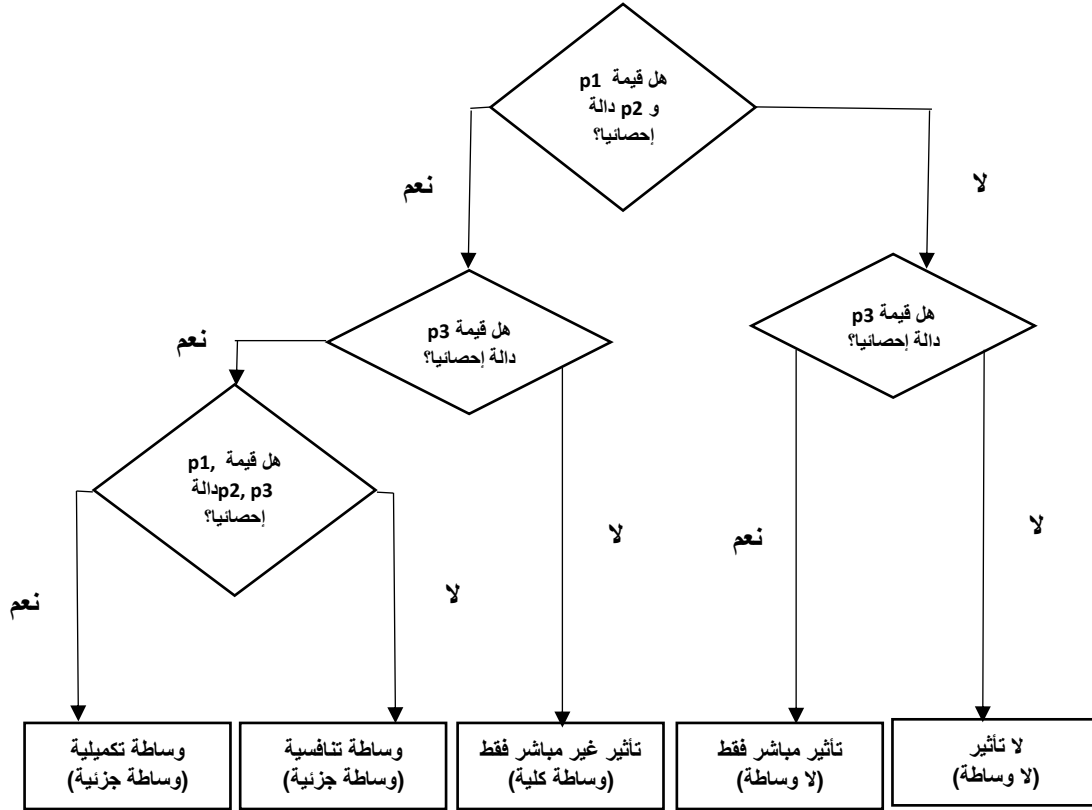 هل قيمة p1
و p2 دالة
إحصائيا؟
نعم
لا
هل قيمة p3
دالة إحصائيا؟
هل قيمة p3
دالة إحصائيا؟
نعم
هل قيمة p1,
p2, p3دالة
إحصائيا؟
لا
نعم
لا
لا
نعم
وساطة تكميلية
(وساطة جزئية)
وساطة تنافسية
(وساطة جزئية)
تأثير غير مباشر فقط
(وساطة كلية)
تأثير مباشر فقط
(لا وساطة)
لا تأثير
(لا وساطة)